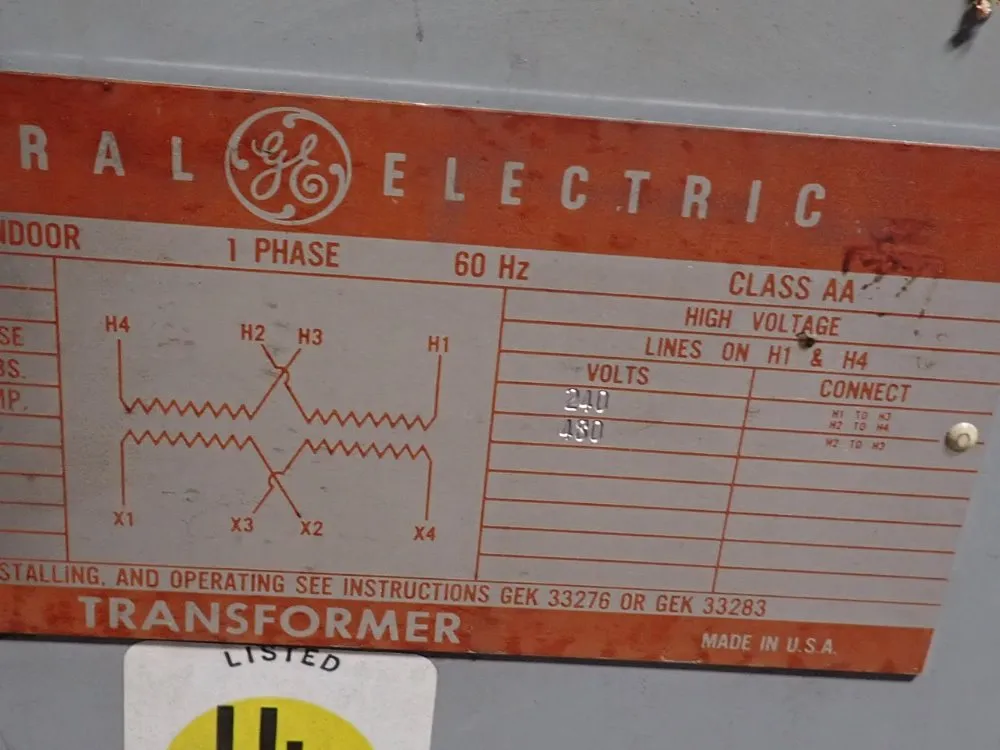 RAL GE ELECTRIC
NDOOR 1 PHASE 60 Hz CLASS AA
HIGH VOLTAGE
LINES ON H1 & H4
VOLTS CONNECT
240 H1 TO H3
H2 TO H4
480 H2 TO H3
SE
BS.
MP.
H4 H2 H3 H1
X1 X3 X2 X4
STALLING, AND OPERATING SEE INSTRUCTIONS GEK 33276 OR GEK 33283
TRANSFORMER MADE IN U.S.A.
LISTED